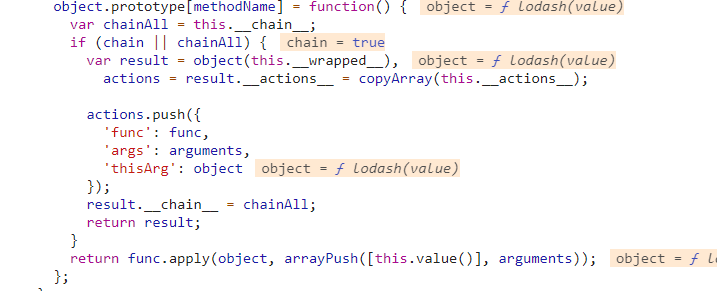 object.prototype[methodName] = function() { object = ƒ lodash(value)
var chainAll = this.__chain__;
if (chain || chainAll) { chain = true
var result = object(this.__wrapped__), object = ƒ lodash(value)
actions = result.__actions__ = copyArray(this.__actions__);
actions.push({
'func': func,
'args': arguments,
'thisArg': object object = ƒ lodash(value)
});
result.__chain__ = chainAll;
return result;
}
return func.apply(object, arrayPush([this.value()], arguments)); object = ƒ
};